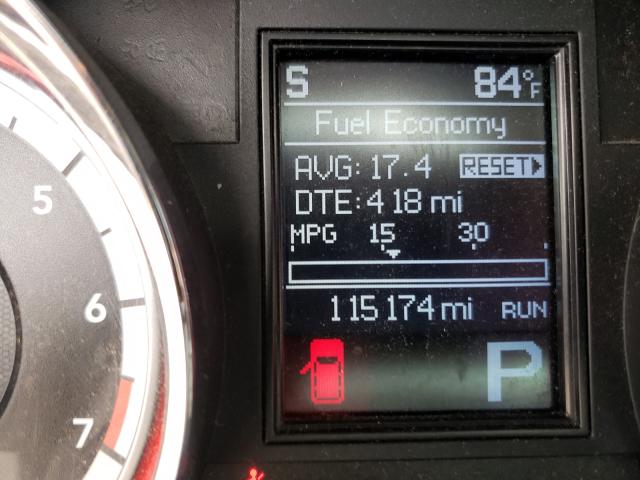 S 84°F
Fuel Economy
AVG: 17.4 RESET
DTE: 418 mi
MPG 15 30
115174 mi RUN
P
5
6
7